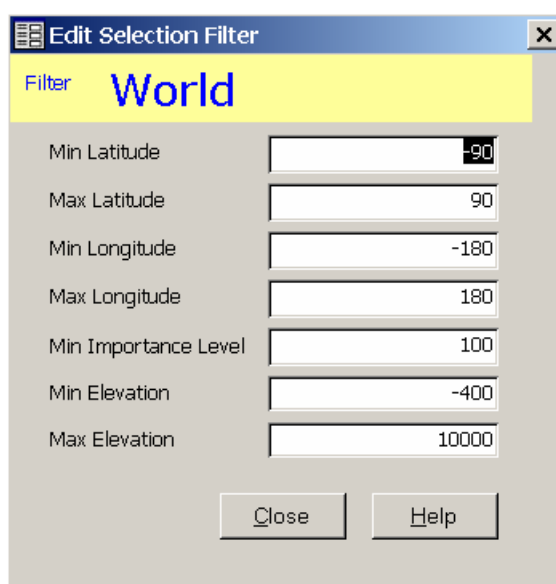 Edit Selection Filter
Filter World
Min Latitude -90
Max Latitude 90
Min Longitude -180
Max Longitude 180
Min Importance Level 100
Min Elevation -400
Max Elevation 10000
Close Help